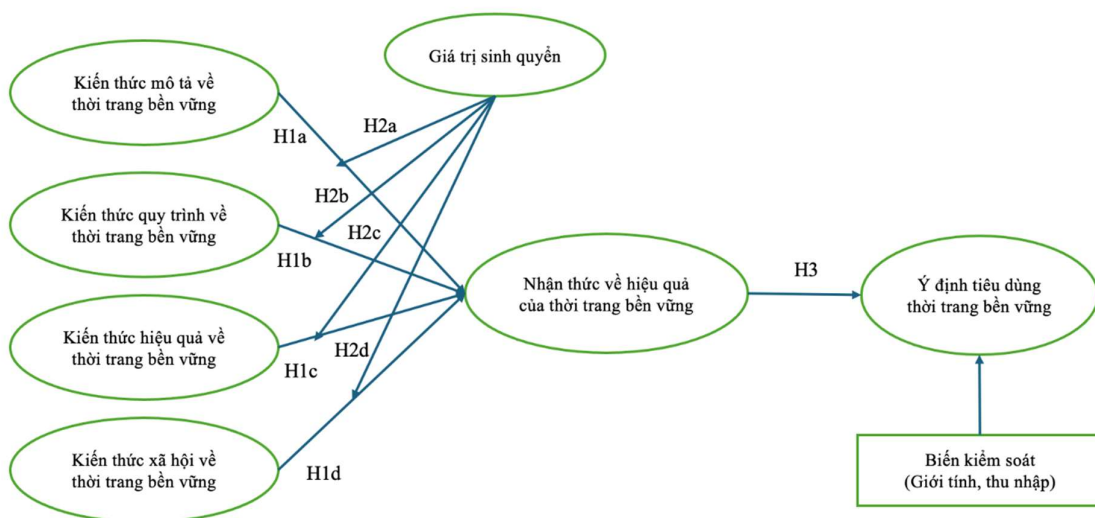 Giá trị sinh quyển
Kiến thức mô tả về
thời trang bền vững
H1a
H2a
H2b
Kiến thức quy trình về
thời trang bền vững
H2c
H1b
Nhận thức về hiệu quả
của thời trang bền vững
H3
Ý định tiêu dùng
thời trang bền vững
Kiến thức hiệu quả về
thời trang bền vững
H2d
H1c
Kiến thức xã hội về
thời trang bền vững
H1d
Biến kiểm soát
(Giới tính, thu nhập)